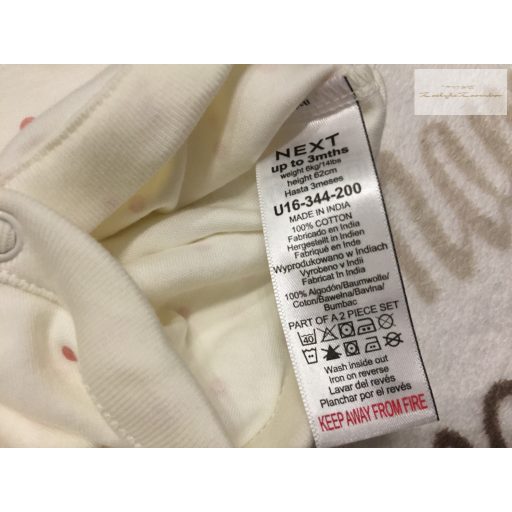 NEXT
up to 3mths
weight 6kg/14lbs
height 62cm
Hasta 3meses
U16-344-200
MADE IN INDIA
100% COTTON
Fabricado en India
Hergestellt in Indien
Fabriqué en Inde
Wyprodukowano w Indiach
Vyrobeno v Indii
Fabricat în India
100% Algodón/Baumwolle/
Coton/Bawełna/Bavlna/
Bumbac
PART OF A 2 PIECE SET
40
Wash inside out
Iron on reverse
Lavar del revés
Planchar por el revés
KEEP AWAY FROM FIRE